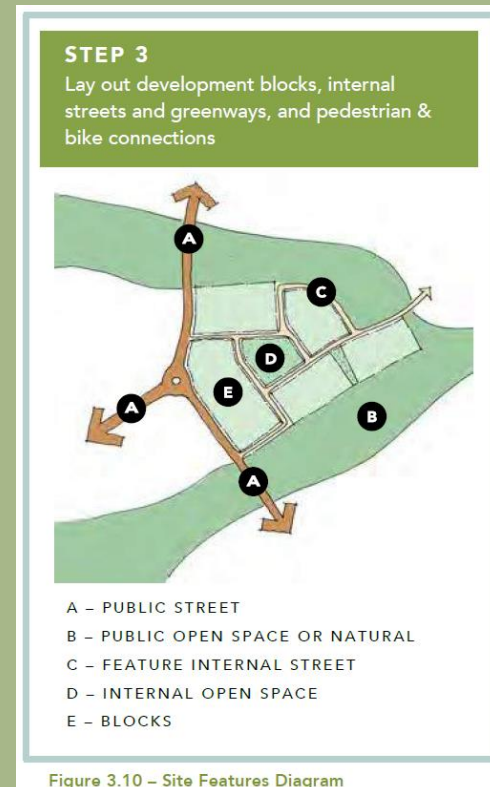 STEP 3
Lay out development blocks, internal
streets and greenways, and pedestrian &
bike connections
A
C
D
E
A
B
A
A – PUBLIC STREET
B – PUBLIC OPEN SPACE OR NATURAL
C – FEATURE INTERNAL STREET
D – INTERNAL OPEN SPACE
E – BLOCKS
Figure 3.10 – Site Features Diagram